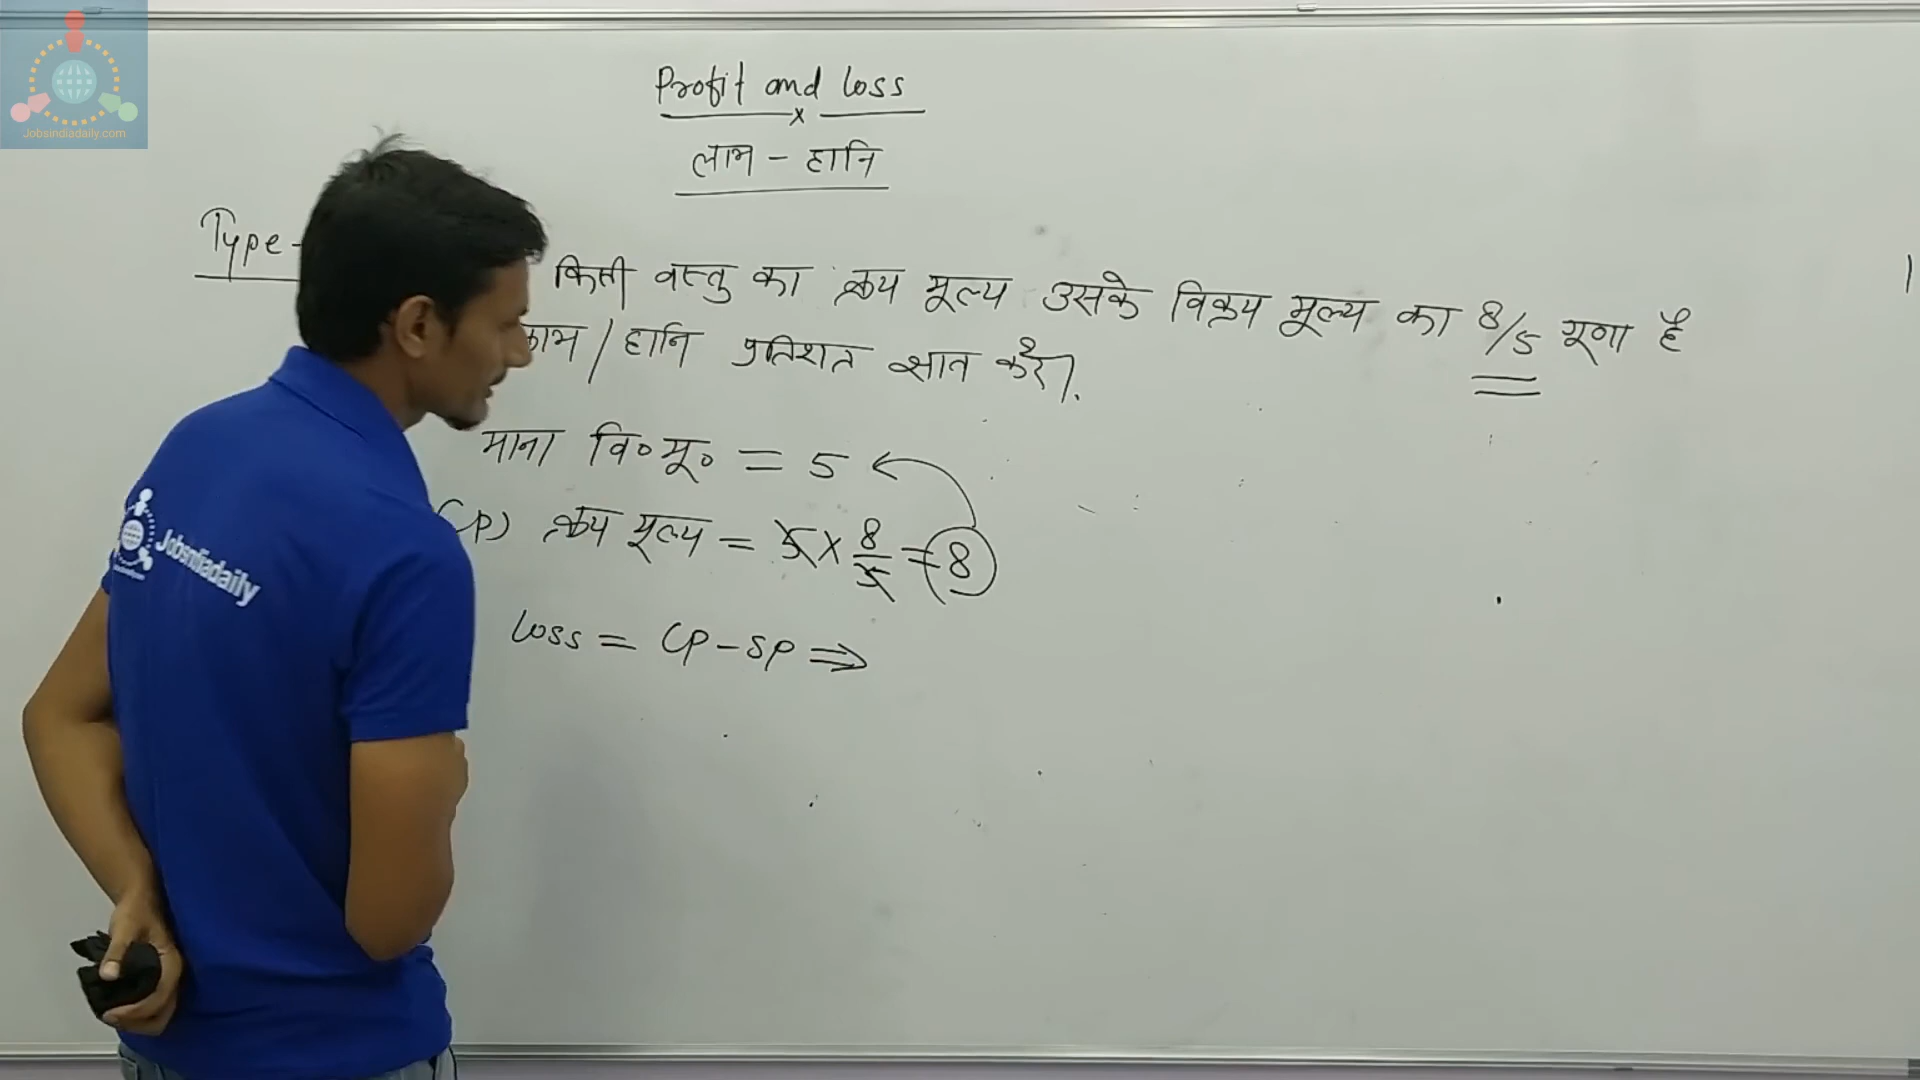 Jobsindiadaily.com
Profit and loss
x
लाभ - हानि
Type-
किसी वस्तु का क्रय मूल्य उसके विक्रय मूल्य का 8/5 गूणा है
लाभ / हानि प्रतिशत ज्ञात करें।
माना वि० मू० = 5
CP) क्रय मूल्य = 5 × 8/5 = 8
loss = CP - SP ⇒
Jobsindiadaily